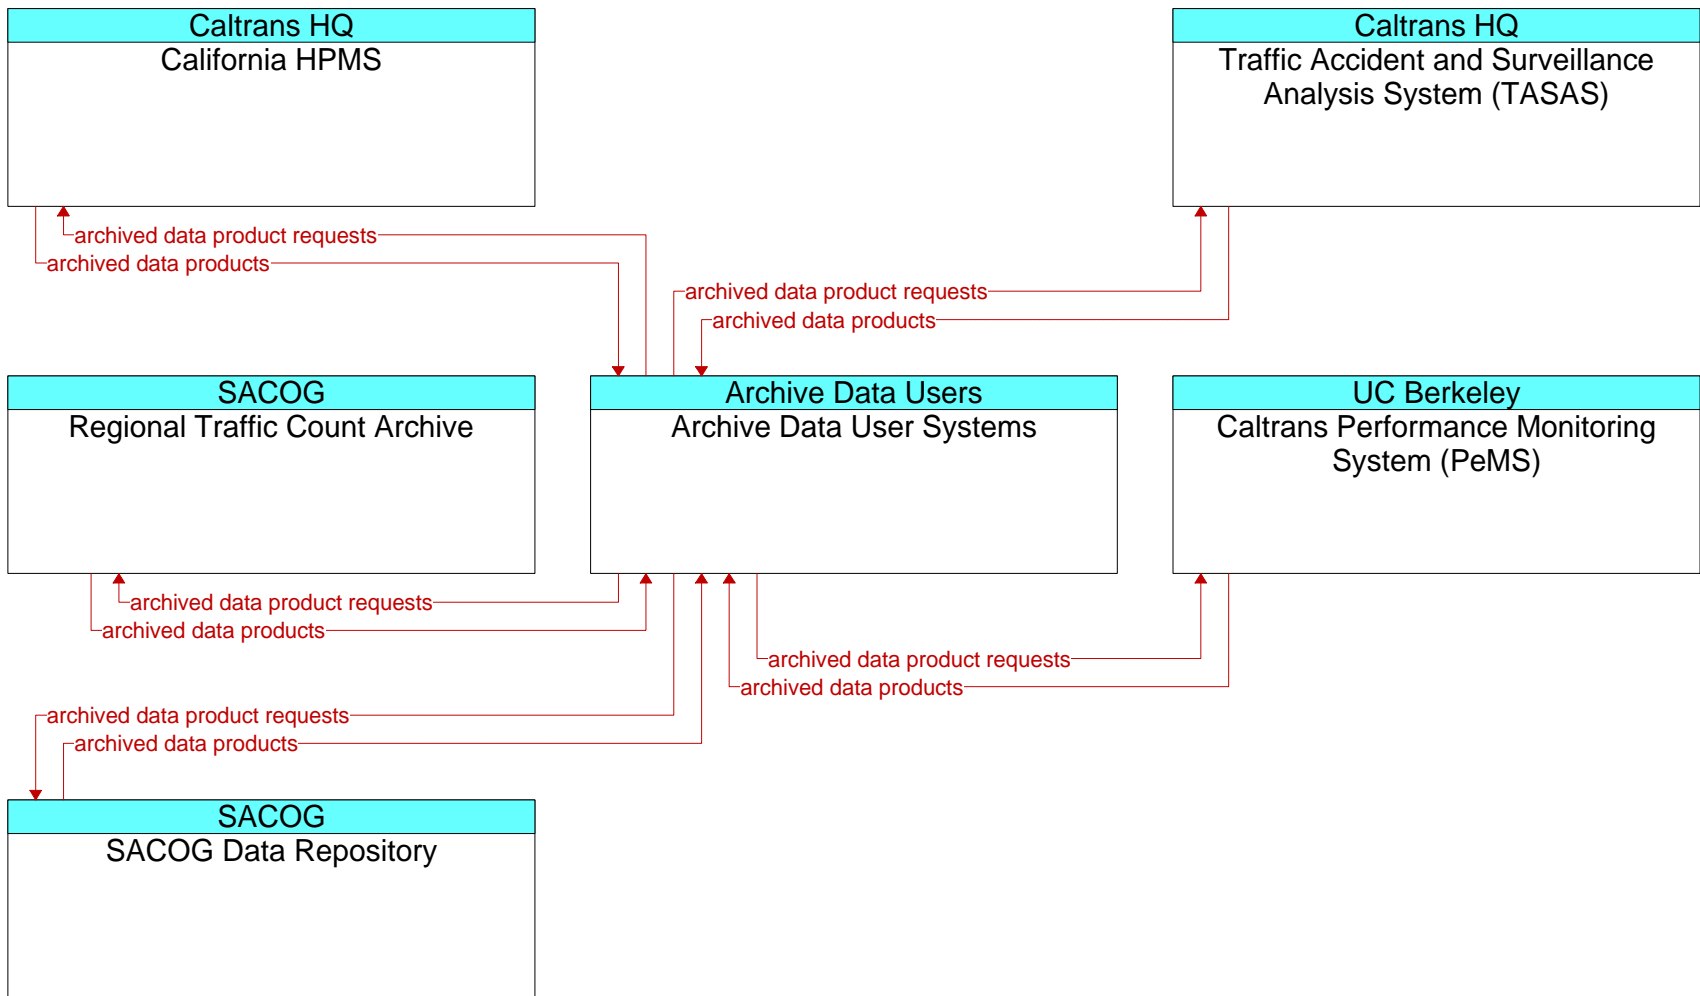 Caltrans HQ
California HPMS
Caltrans HQ
Traffic Accident and Surveillance
Analysis System (TASAS)
archived data product requests
archived data products
archived data product requests
archived data products
SACOG
Regional Traffic Count Archive
Archive Data Users
Archive Data User Systems
UC Berkeley
Caltrans Performance Monitoring
System (PeMS)
archived data product requests
archived data products
archived data product requests
archived data products
archived data product requests
archived data products
SACOG
SACOG Data Repository